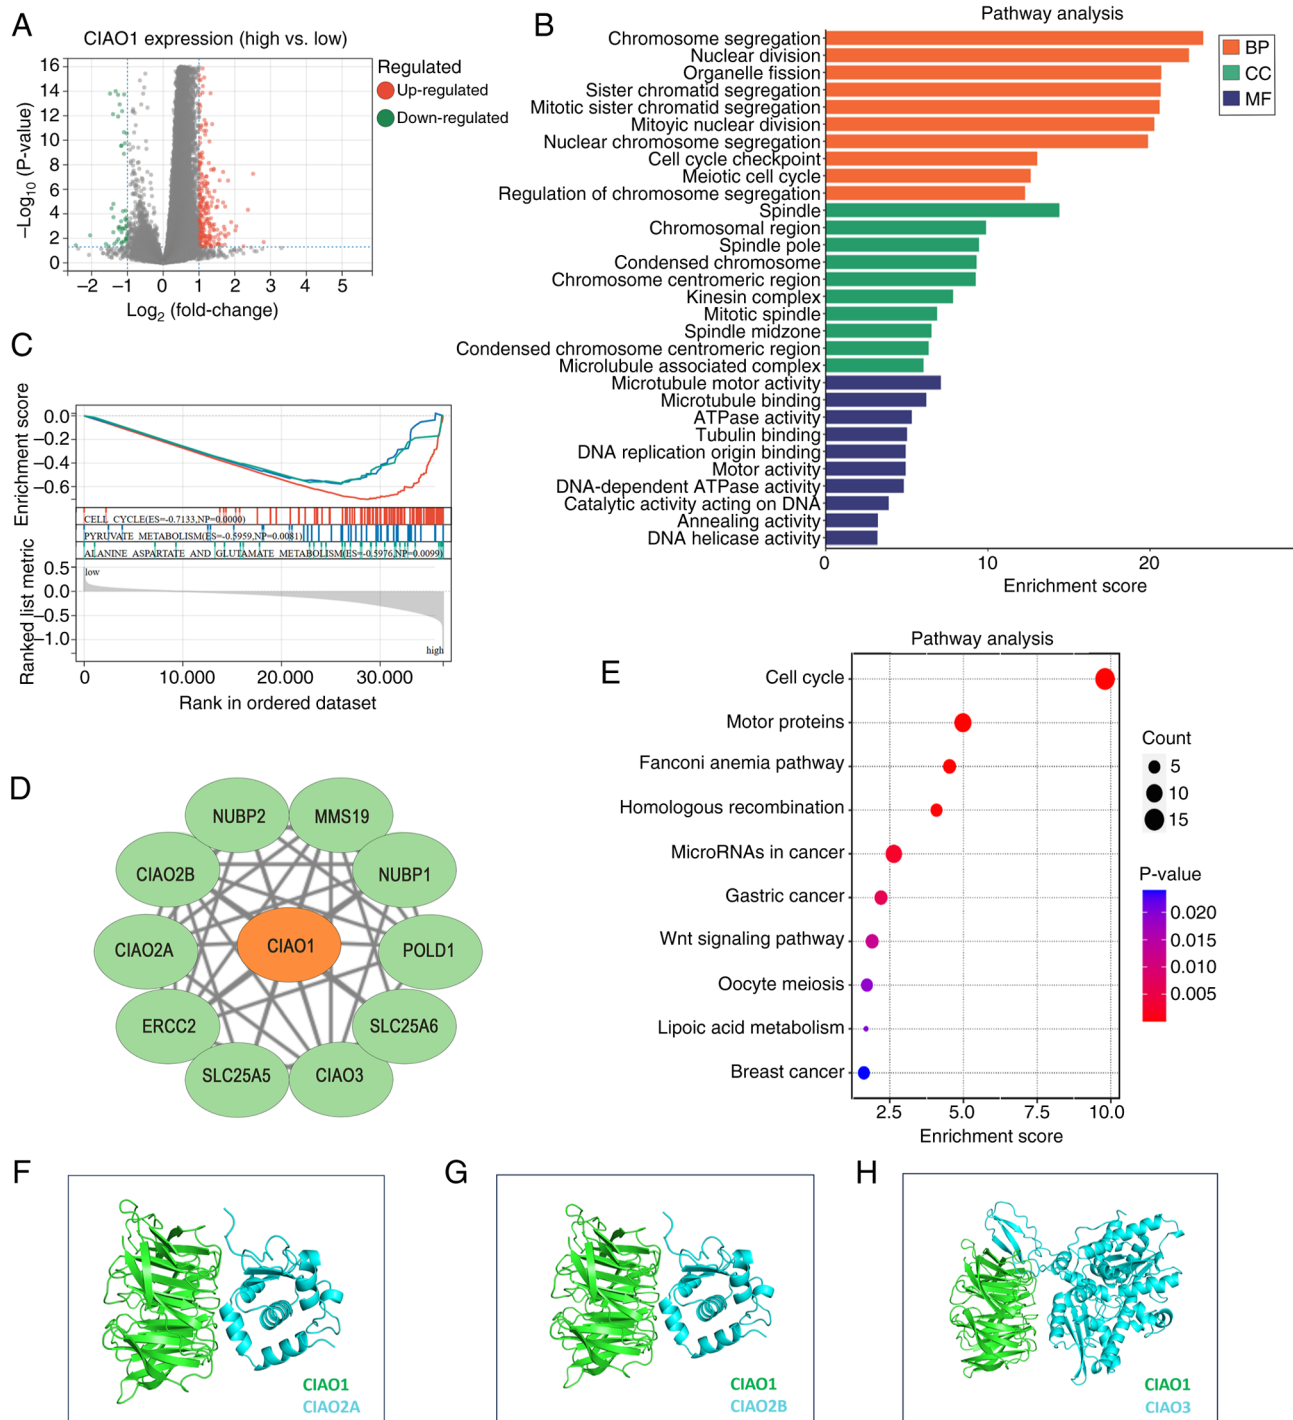 A
CIAO1 expression (high vs. low)
16
14
12
10
8
6
4
2
0
−Log10 (P-value)
−2 −1 0 1 2 3 4 5
Log2 (fold-change)
Regulated
Up-regulated
Down-regulated
B
Pathway analysis
Chromosome segregation
Nuclear division
Organelle fission
Sister chromatid segregation
Mitotic sister chromatid segregation
Mitoyic nuclear division
Nuclear chromosome segregation
Cell cycle checkpoint
Meiotic cell cycle
Regulation of chromosome segregation
Spindle
Chromosomal region
Spindle pole
Condensed chromosome
Chromosome centromeric region
Kinesin complex
Mitotic spindle
Spindle midzone
Condensed chromosome centromeric region
Microlubule associated complex
Microtubule motor activity
Microtubule binding
ATPase activity
Tubulin binding
DNA replication origin binding
Motor activity
DNA-dependent ATPase activity
Catalytic activity acting on DNA
Annealing activity
DNA helicase activity
0 10 20
Enrichment score
BP
CC
MF
C
Enrichment score
0.0
−0.2
−0.4
−0.6
CELL CYCLE(ES=-0.7133,NP=0.0000)
PYRUVATE METABOLISM(ES=-0.5959,NP=0.0081)
ALANINE ASPARTATE AND GLUTAMATE METABOLISM(ES=-0.5976,NP=0.0099)
Ranked list metric
0.5
0.0
−0.5
−1.0
low
high
0 10.000 20.000 30.000
Rank in ordered dataset
D
NUBP2
MMS19
CIAO2B
NUBP1
CIAO2A
CIAO1
POLD1
ERCC2
SLC25A6
SLC25A5
CIAO3
E
Pathway analysis
Cell cycle
Motor proteins
Fanconi anemia pathway
Homologous recombination
MicroRNAs in cancer
Gastric cancer
Wnt signaling pathway
Oocyte meiosis
Lipoic acid metabolism
Breast cancer
2.5 5.0 7.5 10.0
Enrichment score
Count
5
10
15
P-value
0.020
0.015
0.010
0.005
F
CIAO1
CIAO2A
G
CIAO1
CIAO2B
H
CIAO1
CIAO3